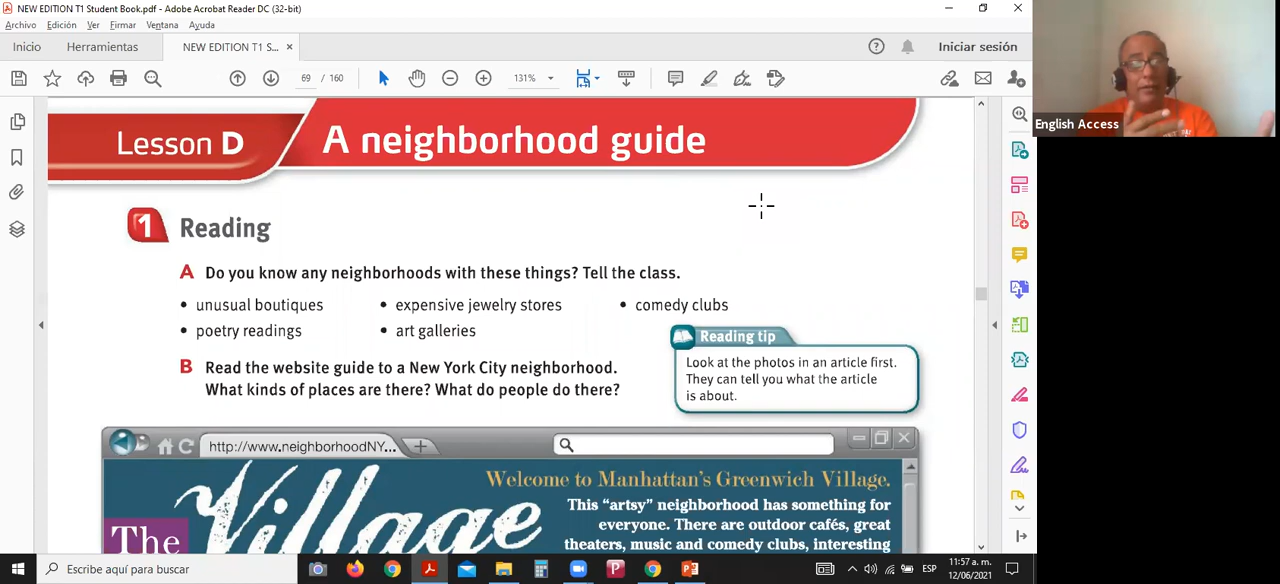 NEW EDITION T1 Student Book.pdf - Adobe Acrobat Reader DC (32-bit)
Archivo Edición Ver Firmar Ventana Ayuda
Inicio Herramientas NEW EDITION T1 S... × Iniciar sesión
69 / 160 131%
English Access
Lesson D A neighborhood guide
1 Reading
A Do you know any neighborhoods with these things? Tell the class.
• unusual boutiques • expensive jewelry stores • comedy clubs
• poetry readings • art galleries
Reading tip
Look at the photos in an article first.
They can tell you what the article
is about.
B Read the website guide to a New York City neighborhood.
What kinds of places are there? What do people do there?
http://www.neighborhoodNY...
The Village
Welcome to Manhattan's Greenwich Village.
This "artsy" neighborhood has something for
everyone. There are outdoor cafés, great
theaters, music and comedy clubs, interesting
Escribe aquí para buscar
ESP
11:57 a. m.
12/06/2021